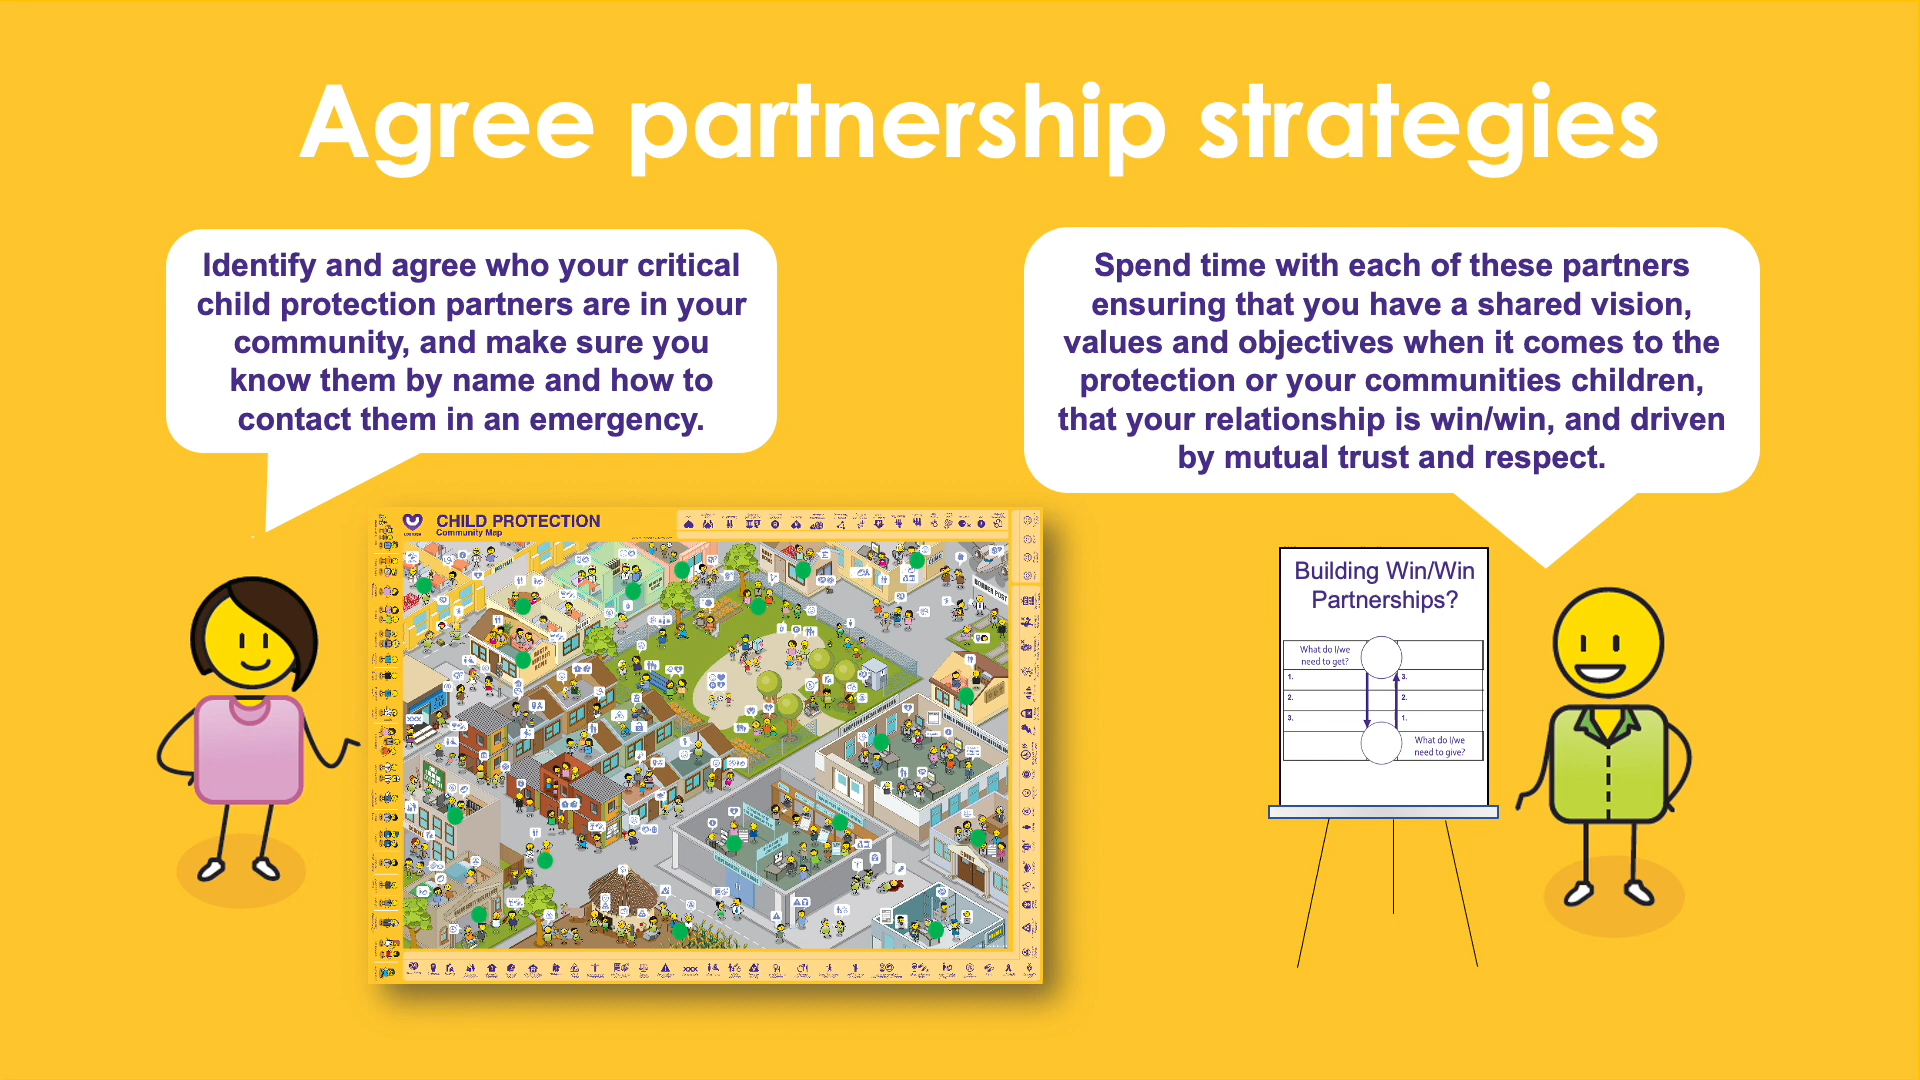 Agree partnership strategies
Identify and agree who your critical
child protection partners are in your
community, and make sure you
know them by name and how to
contact them in an emergency.
Spend time with each of these partners
ensuring that you have a shared vision,
values and objectives when it comes to the
protection or your communities children,
that your relationship is win/win, and driven
by mutual trust and respect.
CHILD PROTECTION
Community Map
XXX
XXX
Building Win/Win
Partnerships?
What do I/we
need to get?
1.
3.
2.
2.
3.
1.
What do I/we
need to give?